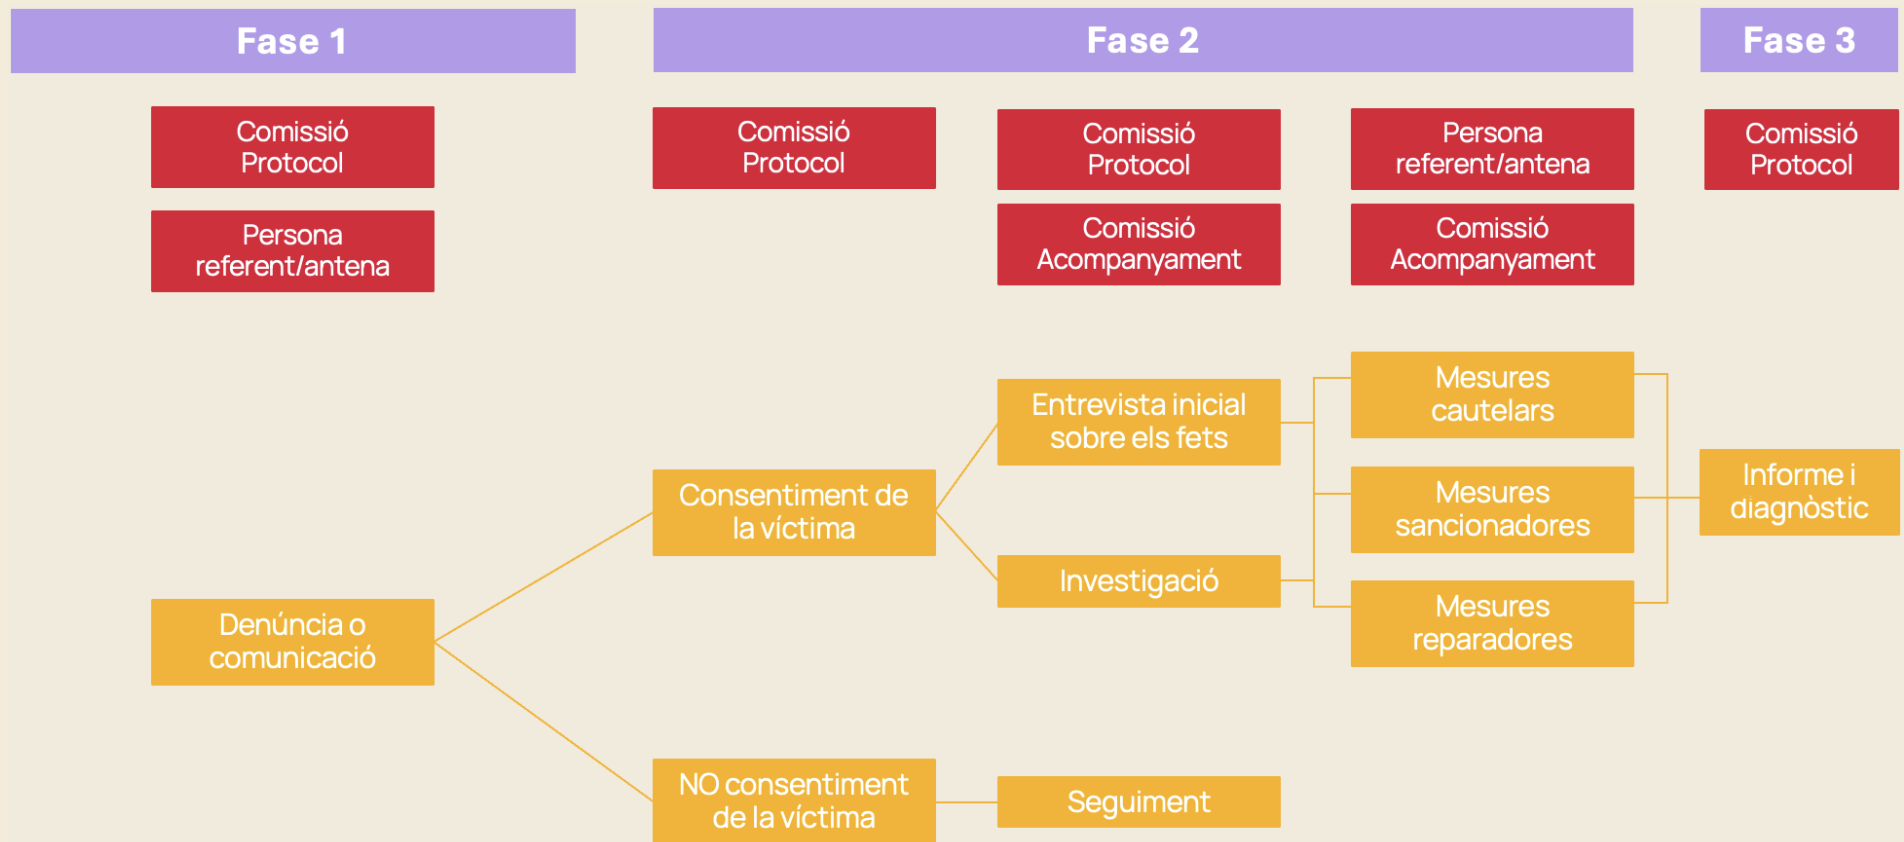 Fase 1
Fase 2
Fase 3
Comissió
Protocol
Persona
referent/antena
Comissió
Protocol
Comissió
Protocol
Comissió
Acompanyament
Persona
referent/antena
Comissió
Acompanyament
Comissió
Protocol
Denúncia o
comunicació
Consentiment de
la víctima
NO consentiment
de la víctima
Entrevista inicial
sobre els fets
Investigació
Seguiment
Mesures
cautelars
Mesures
sancionadores
Mesures
reparadores
Informe i
diagnòstic